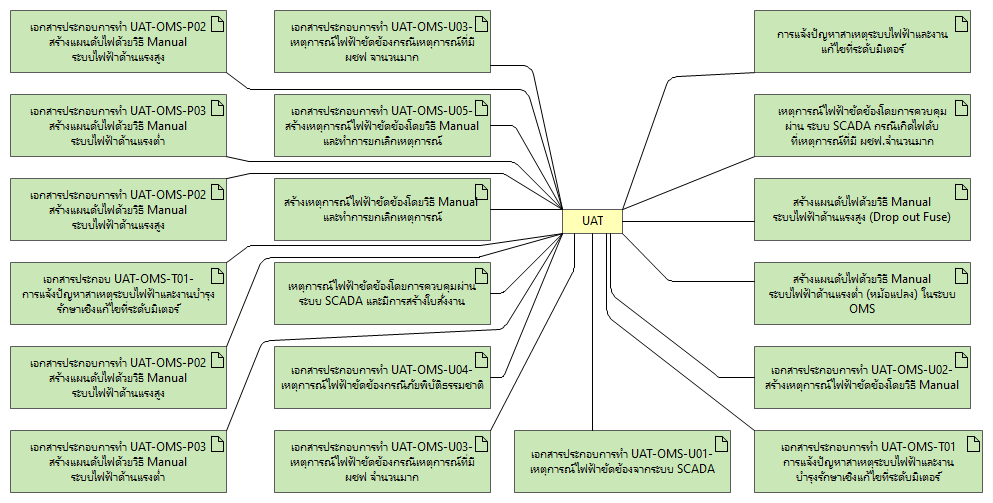 เอกสารประกอบการทำ UAT-OMS-P02
สร้างแผนดับไฟด้วยวิธี Manual
ระบบไฟฟ้าด้านแรงสูง
เอกสารประกอบการทำ UAT-OMS-U03-
เหตุการณ์ไฟฟ้าขัดข้องกรณีเหตุการณ์ที่มี
ผชฟ จำนวนมาก
การแจ้งปัญหาสาเหตุระบบไฟฟ้าและงาน
แก้ไขที่ระดับมิเตอร์
เอกสารประกอบการทำ UAT-OMS-P03
สร้างแผนดับไฟด้วยวิธี Manual
ระบบไฟฟ้าด้านแรงต่ำ
เอกสารประกอบการทำ UAT-OMS-U05-
สร้างเหตุการณ์ไฟฟ้าขัดข้องโดยวิธี Manual
และทำการยกเลิกเหตุการณ์
เหตุการณ์ไฟฟ้าขัดข้องโดยการควบคุม
ผ่าน ระบบ SCADA กรณีเกิดไฟดับ
ที่เหตุการณ์ที่มี ผชฟ.จำนวนมาก
เอกสารประกอบการทำ UAT-OMS-P02
สร้างแผนดับไฟด้วยวิธี Manual
ระบบไฟฟ้าด้านแรงสูง
สร้างเหตุการณ์ไฟฟ้าขัดข้องโดยวิธี Manual
และทำการยกเลิกเหตุการณ์
UAT
สร้างแผนดับไฟด้วยวิธี Manual
ระบบไฟฟ้าด้านแรงสูง (Drop out Fuse)
เอกสารประกอบ UAT-OMS-T01-
การแจ้งปัญหาสาเหตุระบบไฟฟ้าและงานบำรุง
รักษาเชิงแก้ไขที่ระดับมิเตอร์
เหตุการณ์ไฟฟ้าขัดข้องโดยการควบคุมผ่าน
ระบบ SCADA และมีการสร้างใบสั่งงาน
สร้างแผนดับไฟด้วยวิธี Manual
ระบบไฟฟ้าด้านแรงต่ำ (หม้อแปลง) ในระบบ
OMS
เอกสารประกอบการทำ UAT-OMS-P02
สร้างแผนดับไฟด้วยวิธี Manual
ระบบไฟฟ้าด้านแรงสูง
เอกสารประกอบการทำ UAT-OMS-U04-
เหตุการณ์ไฟฟ้าขัดข้องกรณีภัยพิบัติธรรมชาติ
เอกสารประกอบการทำ UAT-OMS-U02-
สร้างเหตุการณ์ไฟฟ้าขัดข้องโดยวิธี Manual
เอกสารประกอบการทำ UAT-OMS-P03
สร้างแผนดับไฟด้วยวิธี Manual
ระบบไฟฟ้าด้านแรงต่ำ
เอกสารประกอบการทำ UAT-OMS-U03-
เหตุการณ์ไฟฟ้าขัดข้องกรณีเหตุการณ์ที่มี
ผชฟ จำนวนมาก
เอกสารประกอบการทำ UAT-OMS-U01-
เหตุการณ์ไฟฟ้าขัดข้องจากระบบ SCADA
เอกสารประกอบการทำ UAT-OMS-T01
การแจ้งปัญหาสาเหตุระบบไฟฟ้าและงาน
บำรุงรักษาเชิงแก้ไขที่ระดับมิเตอร์